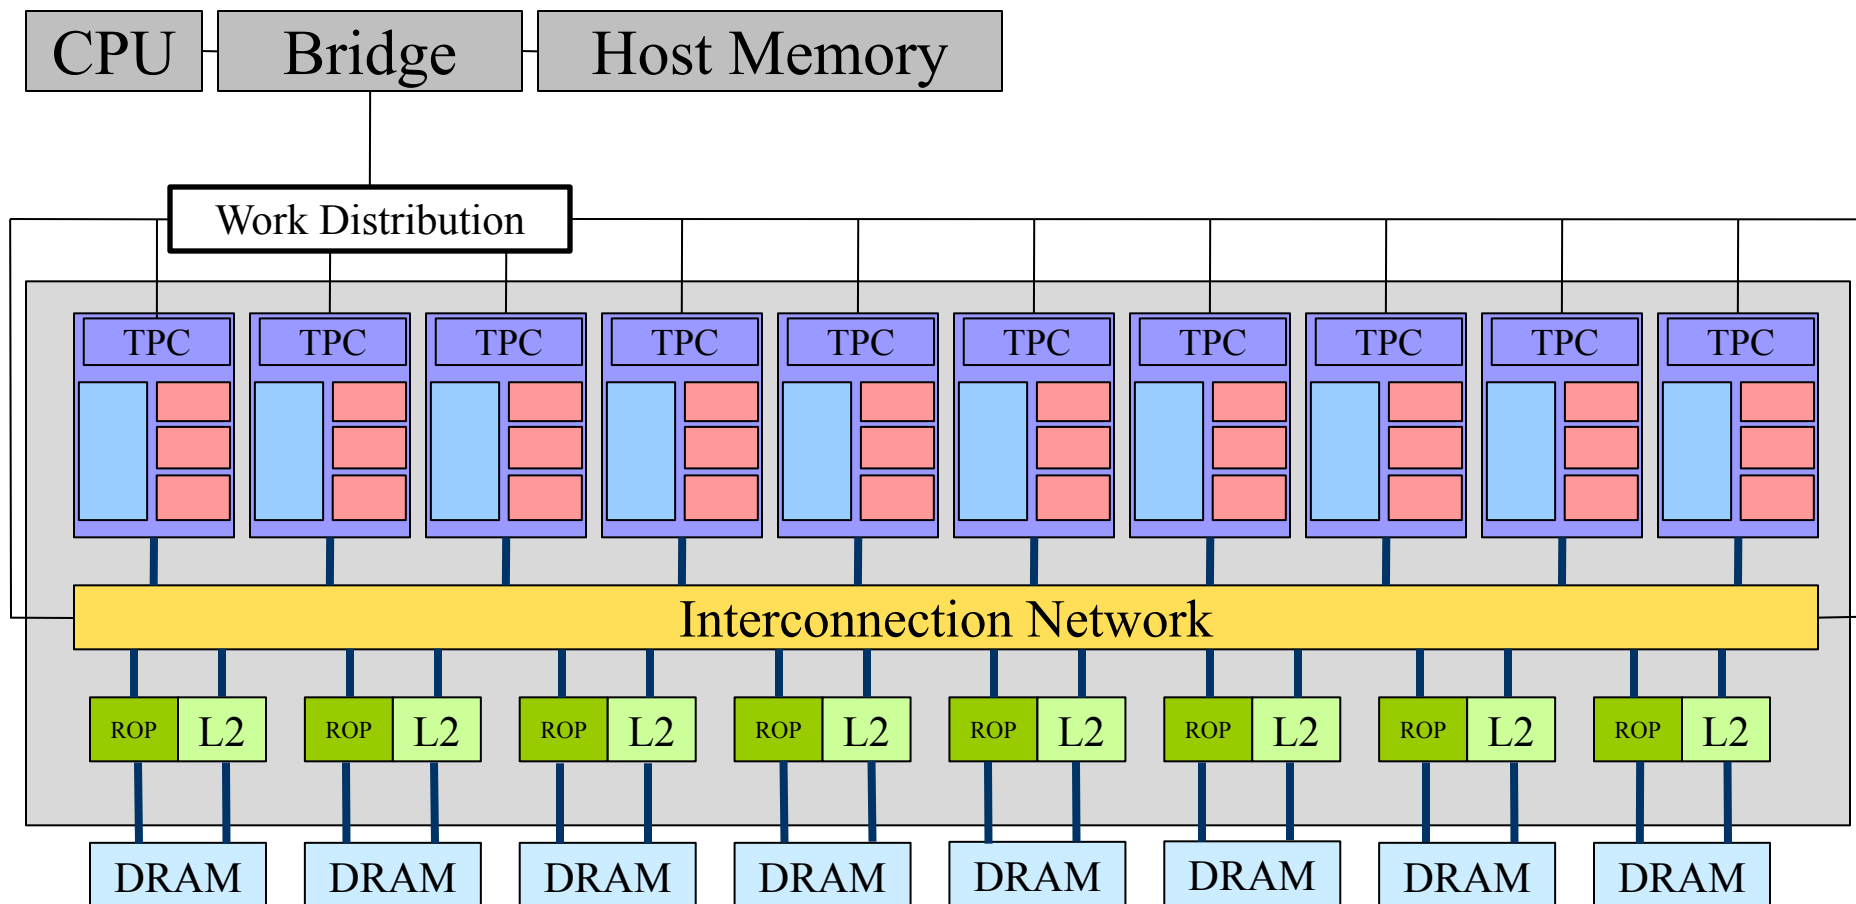 CPU
Bridge
Host Memory
Work Distribution
TPC
TPC
TPC
TPC
TPC
TPC
TPC
TPC
TPC
TPC
Interconnection Network
ROP
L2
ROP
L2
ROP
L2
ROP
L2
ROP
L2
ROP
L2
ROP
L2
ROP
L2
DRAM
DRAM
DRAM
DRAM
DRAM
DRAM
DRAM
DRAM